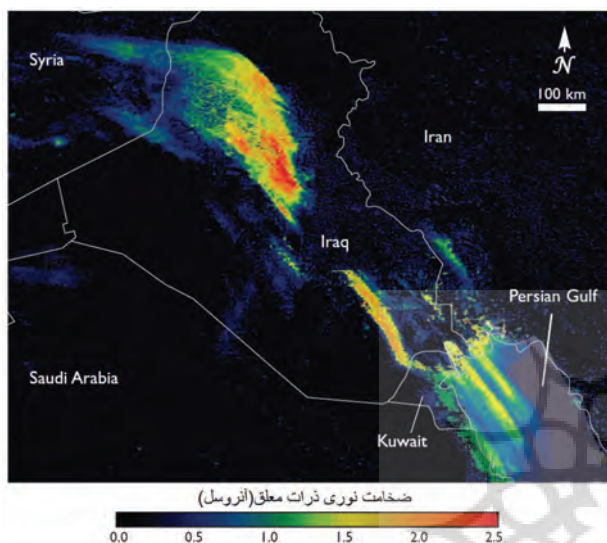 Syria
N
100 km
Iran
Iraq
Persian Gulf
Saudi Arabia
Kuwait
ضخامت نوری ذرات معلق(آئروسل)
0.0 0.5 1.0 1.5 2.0 2.5